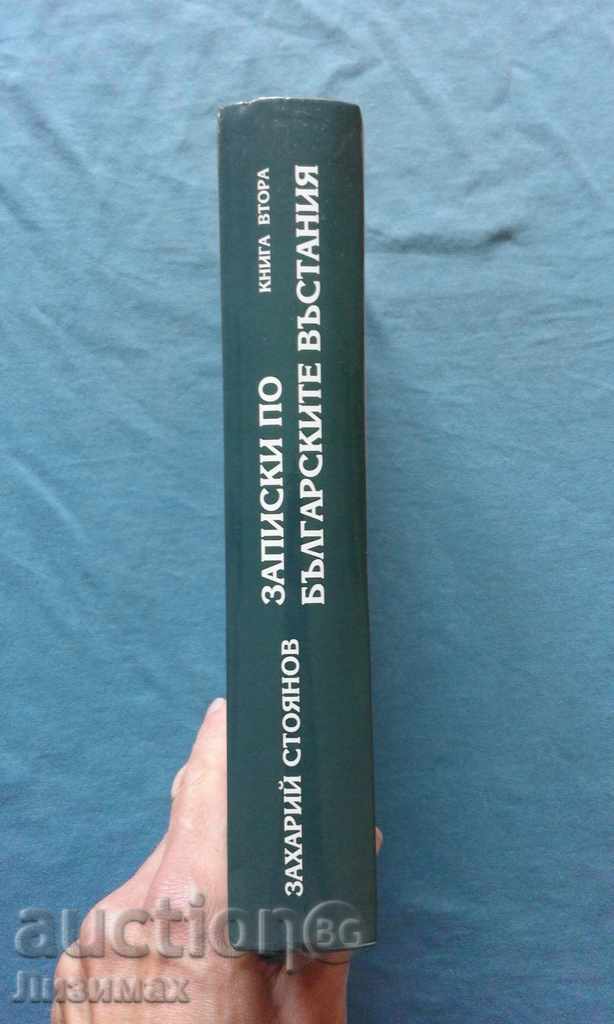 ЗАХАРИЙ СТОЯНОВ
ЗАПИСКИ ПО
БЪЛГАРСКИТЕ ВЪСТАНИЯ
КНИГА ВТОРА
auction BG
Лизимах